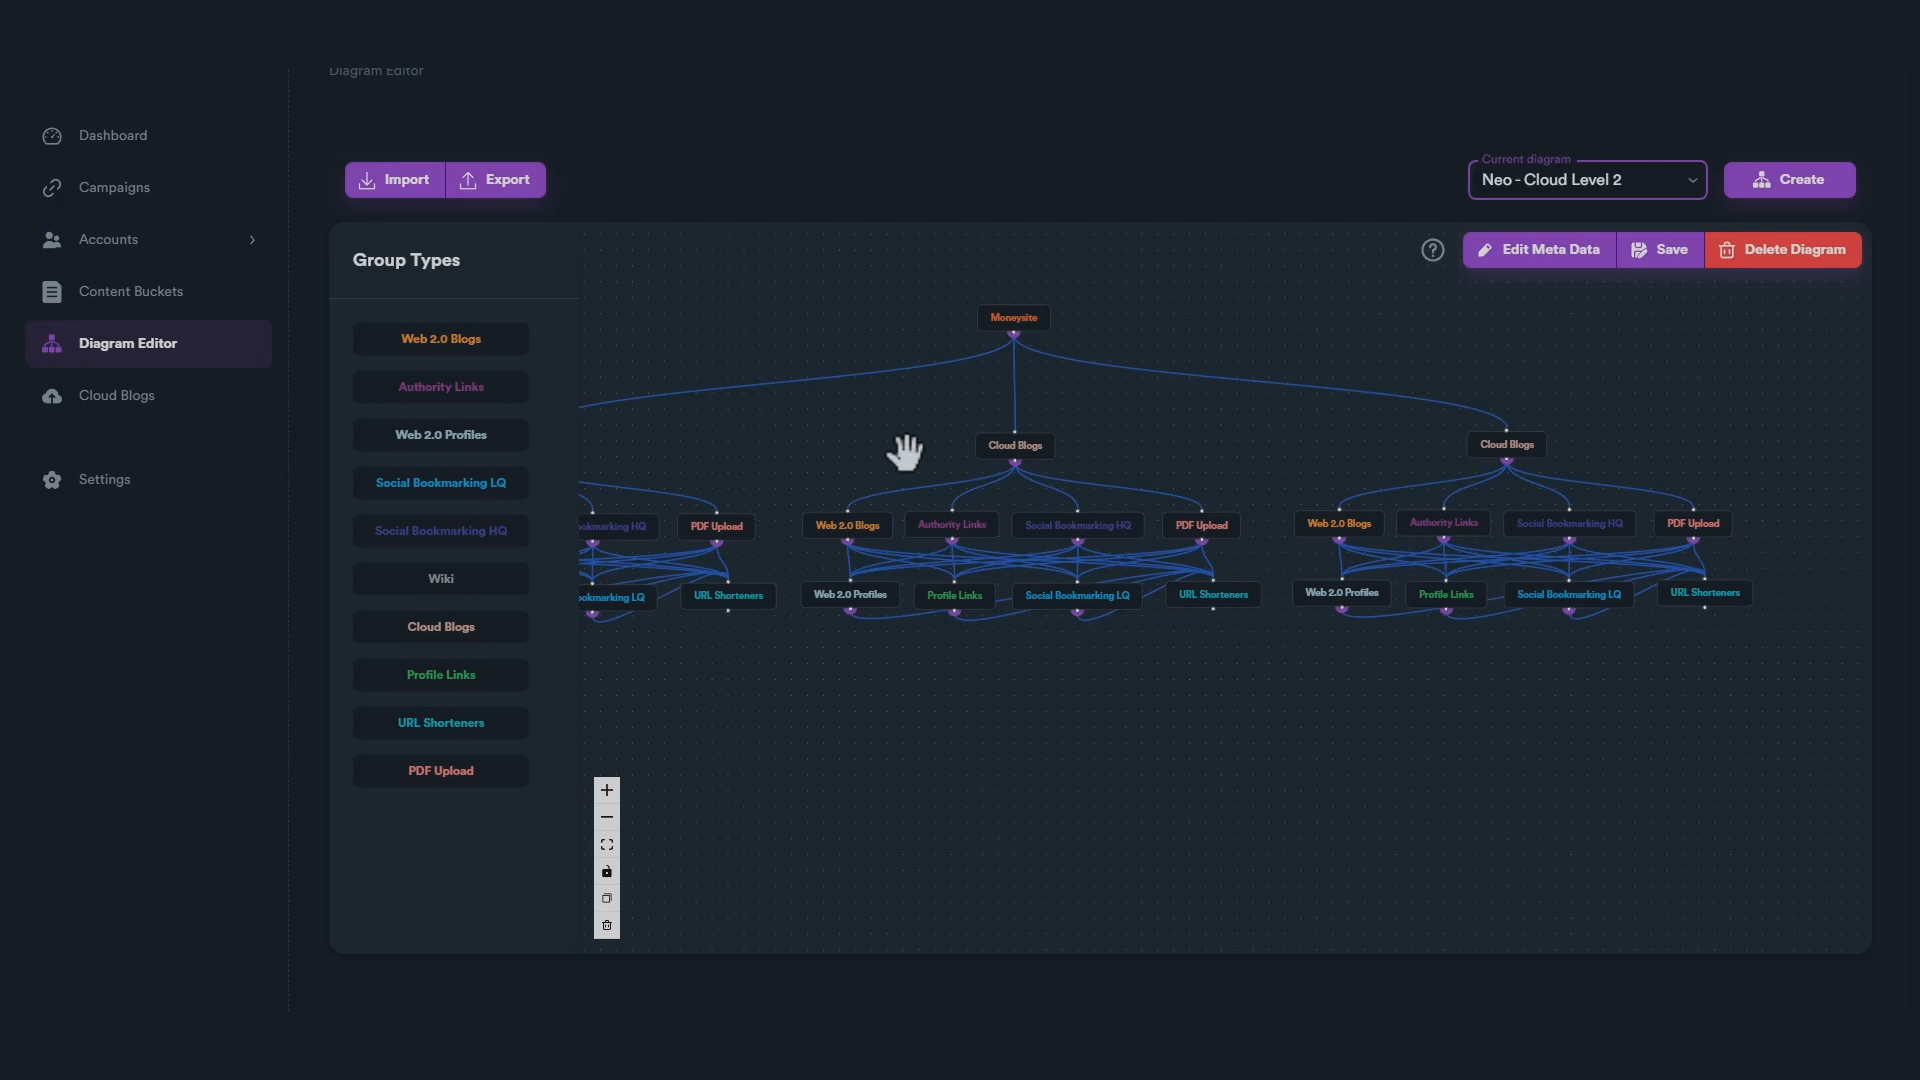 Diagram Editor
Dashboard
Campaigns
Accounts
Content Buckets
Diagram Editor
Cloud Blogs
Settings
Import
Export
Current diagram
Neo - Cloud Level 2
Create
Group Types
Edit Meta Data
Save
Delete Diagram
Web 2.0 Blogs
Authority Links
Web 2.0 Profiles
Social Bookmarking LQ
Social Bookmarking HQ
Wiki
Cloud Blogs
Profile Links
URL Shorteners
PDF Upload
Moneysite
Cloud Blogs
Cloud Blogs
ookmarking HQ
PDF Upload
Web 2.0 Blogs
Authority Links
Social Bookmarking HQ
PDF Upload
Web 2.0 Blogs
Authority Links
Social Bookmarking HQ
PDF Upload
ookmarking LQ
URL Shorteners
Web 2.0 Profiles
Profile Links
Social Bookmarking LQ
URL Shorteners
Web 2.0 Profiles
Profile Links
Social Bookmarking LQ
URL Shorteners